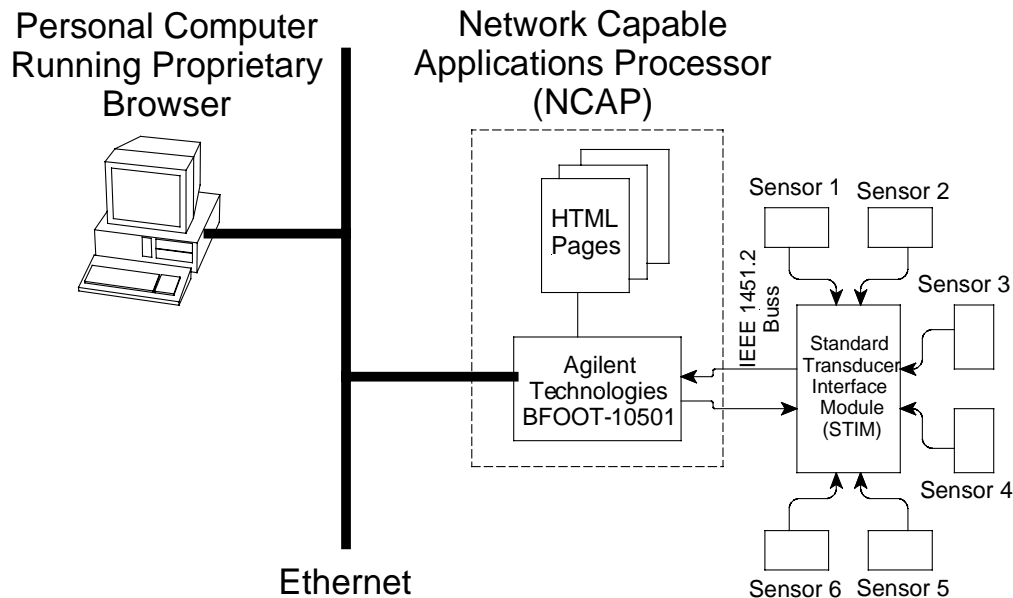 Personal Computer
Running Proprietary
Browser
Network Capable
Applications Processor
(NCAP)
HTML
Pages
Agilent
Technologies
BFOOT-10501
IEEE 1451.2
Buss
Sensor 1
Sensor 2
Sensor 3
Standard
Transducer
Interface
Module
(STIM)
Sensor 4
Sensor 6
Sensor 5
Ethernet